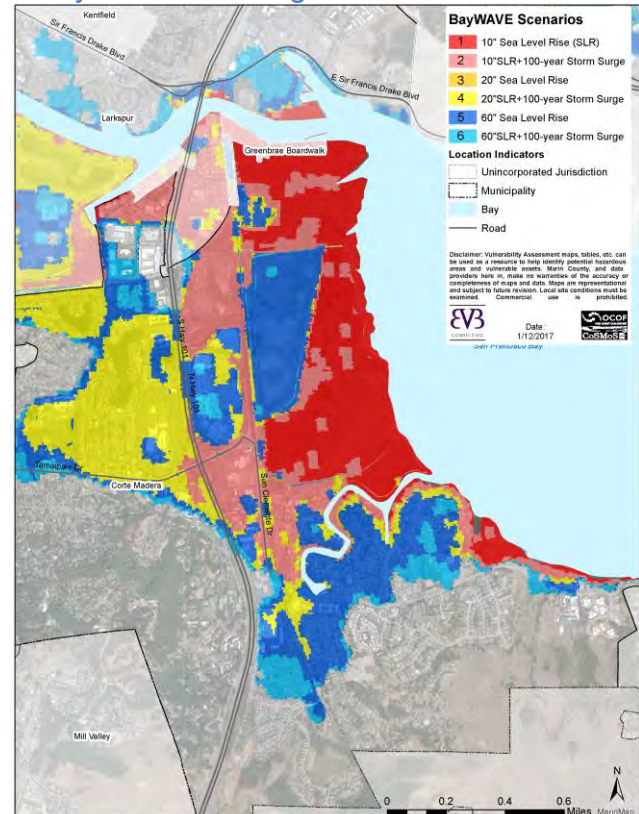 Kentfield
Sir Francis Drake Blvd
E Sir Francis Drake Blvd
Larkspur
Greenbrae Boardwalk
S Hwy 101
N Hwy 101
Tamalpais Dr
Corte Madera
San Clemente Dr
Mill Valley
BayWAVE Scenarios
1 10" Sea Level Rise (SLR)
2 10"SLR+100-year Storm Surge
3 20" Sea Level Rise
4 20"SLR+100-year Storm Surge
5 60" Sea Level Rise
6 60"SLR+100-year Storm Surge
Location Indicators
Unincorporated Jurisdiction
Municipality
Bay
Road
Disclaimer: Vulnerability Assessment maps, tables, etc. can
be used as a resource to help identify potential hazardous
areas and vulnerable assets. Marin County, and data
providers here in, make no warranties of the accuracy or
completeness of maps and data. Maps are representational
and subject to future revision. Local site conditions must be
examined. Commercial use is prohibited.
Date:
1/12/2017
OCOF
CoSMoS
San Francisco Bay
N
0 0.2 0.4 0.6
Miles MarinMap